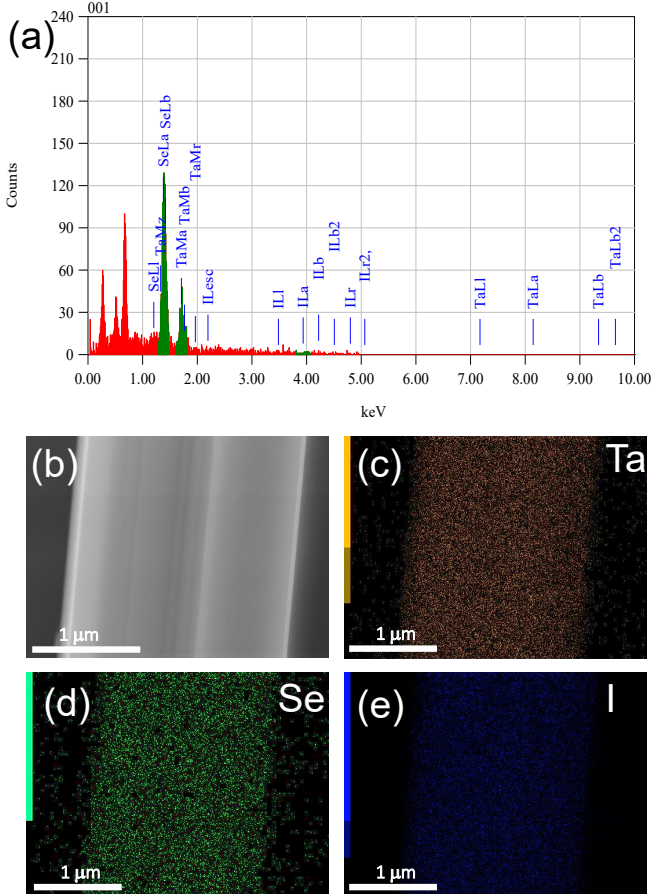 (a)
001
240
210
180
150
120
90
60
30
0
Counts
SeLl
TaMz
SeLa
SeLb
TaMa
TaMb
TaMr
ILesc
ILl
ILa
ILb
ILb2
ILr
ILr2,
TaLl
TaLa
TaLb
TaLb2
0.00 1.00 2.00 3.00 4.00 5.00 6.00 7.00 8.00 9.00 10.00
keV
(b)
1 μm
(c)
Ta
1 μm
(d)
Se
1 μm
(e)
I
1 μm